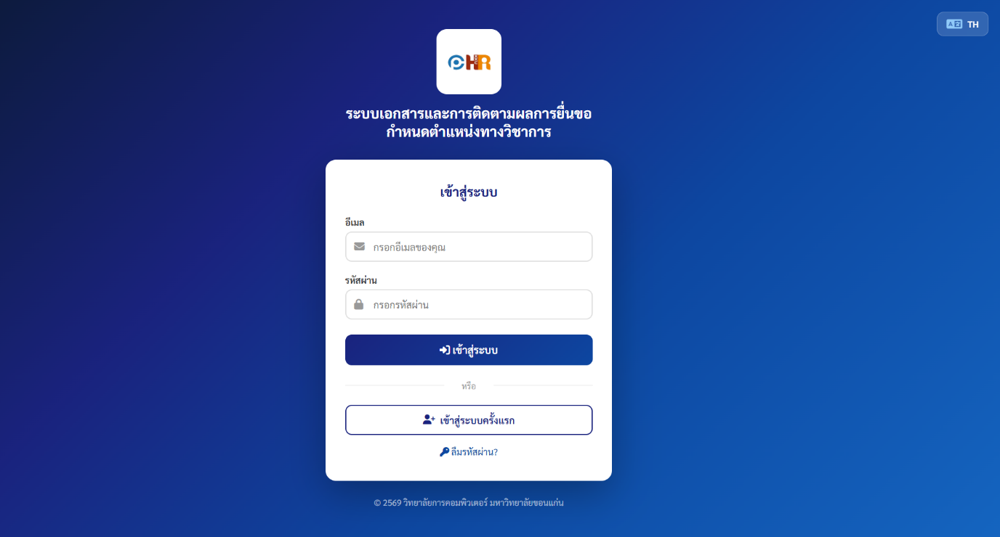 TH
CHR
ระบบเอกสารและการติดตามผลการยื่นขอ
กำหนดตำแหน่งทางวิชาการ
เข้าสู่ระบบ
อีเมล
กรอกอีเมลของคุณ
รหัสผ่าน
กรอกรหัสผ่าน
เข้าสู่ระบบ
หรือ
เข้าสู่ระบบครั้งแรก
ลืมรหัสผ่าน?
© 2569 วิทยาลัยการคอมพิวเตอร์ มหาวิทยาลัยขอนแก่น